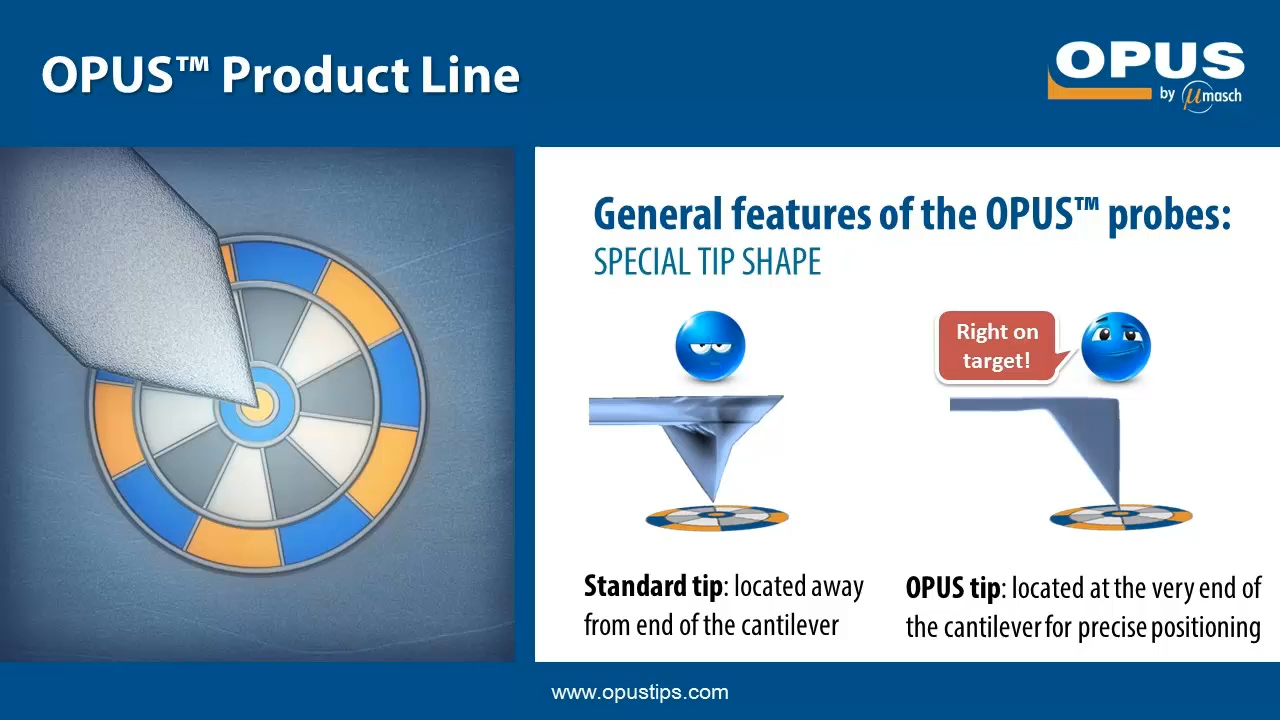 OPUS™ Product Line
OPUS
by μmasch
General features of the OPUS™ probes:
SPECIAL TIP SHAPE
Right on
target!
Standard tip: located away
from end of the cantilever
OPUS tip: located at the very end of
the cantilever for precise positioning
www.opustips.com